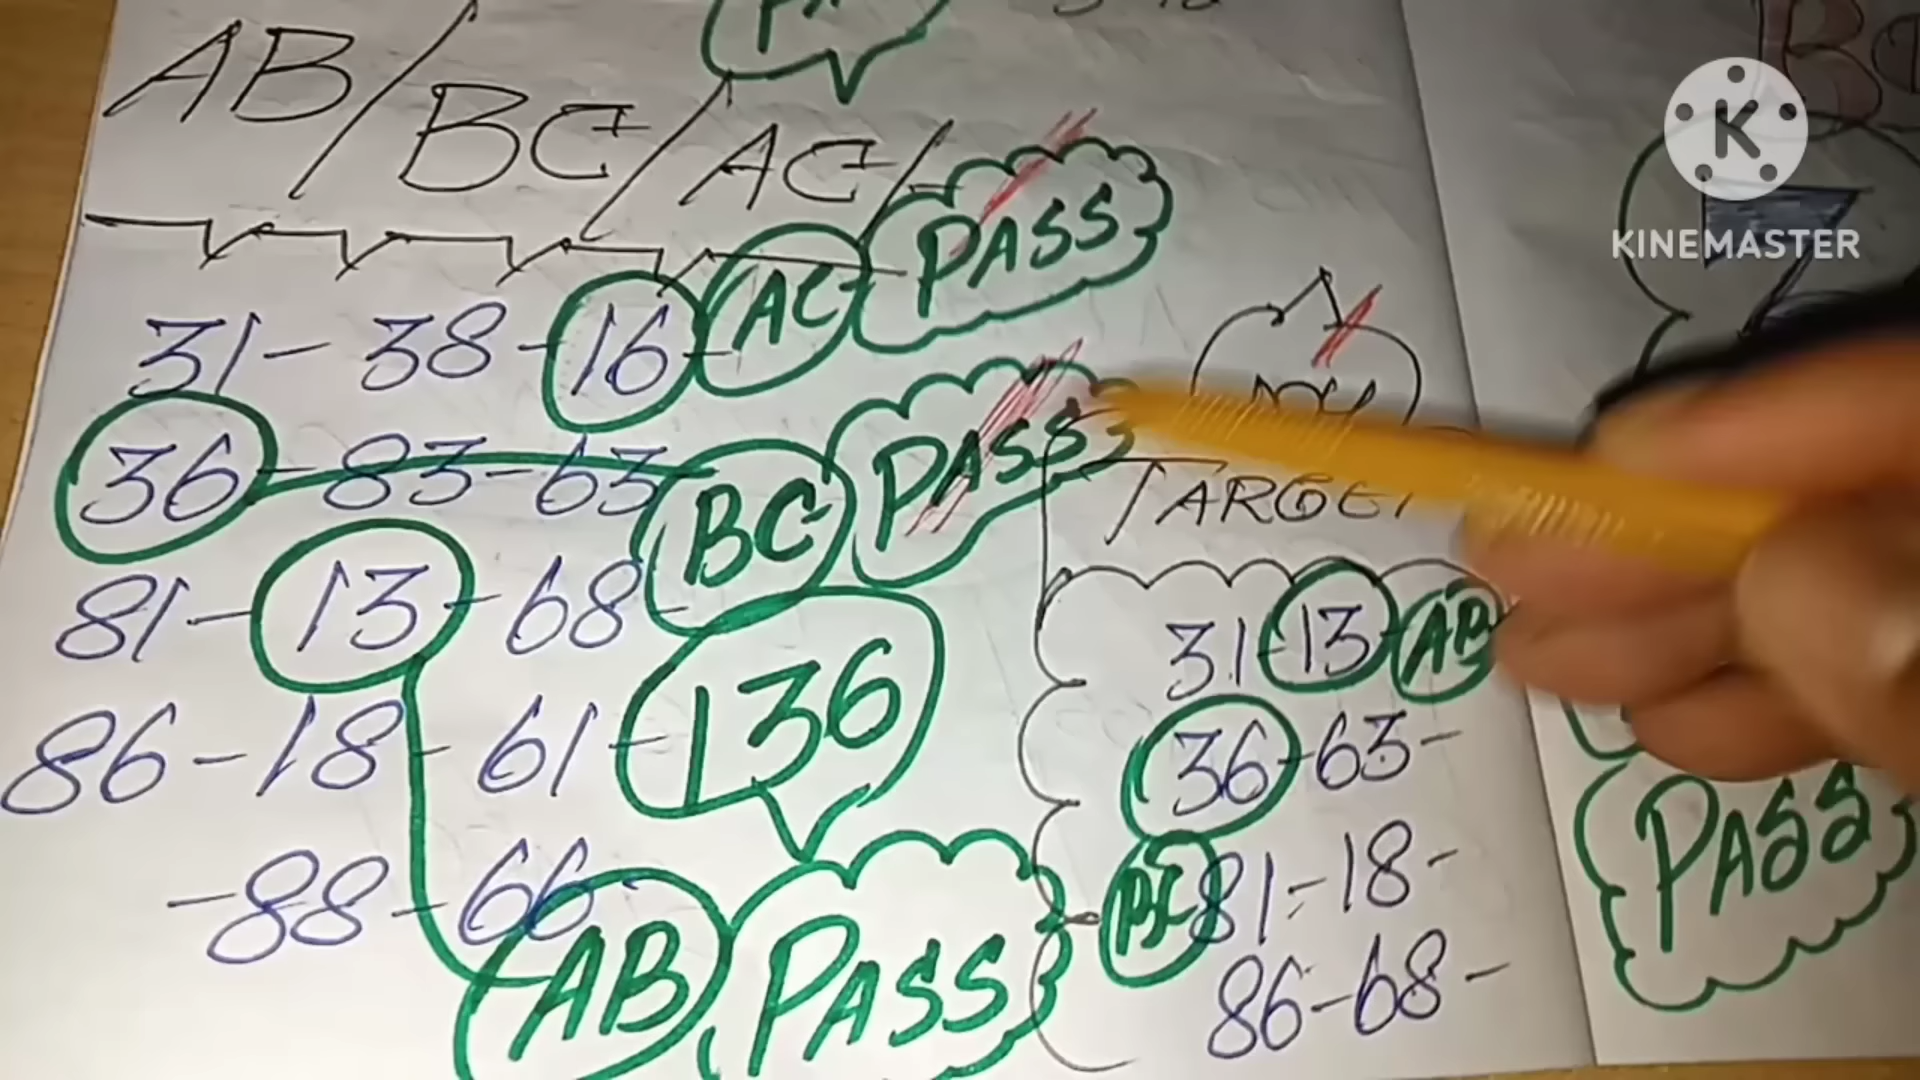 AB/BC/AC/
PASS
AC
31-38-16-
36-83-63
BC
PASS
81-13-68-
136
86-18-61-
-88-66-
AB
PASS
TARGET
31-13-AB
36-63-
BC
81-18-
86-68-
PASS
KINEMASTER